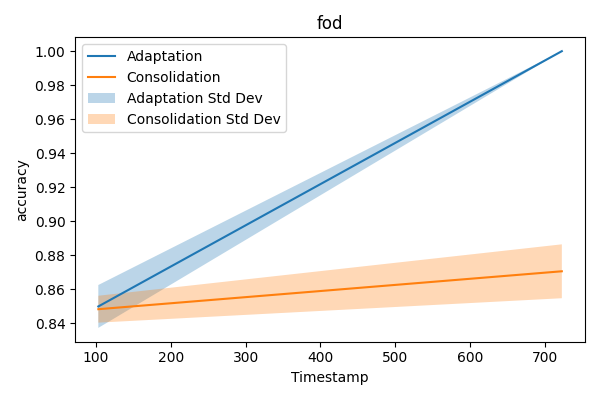 fod
1.00
0.98
0.96
0.94
0.92
0.90
0.88
0.86
0.84
accuracy
Adaptation
Consolidation
Adaptation Std Dev
Consolidation Std Dev
100 200 300 400 500 600 700
Timestamp